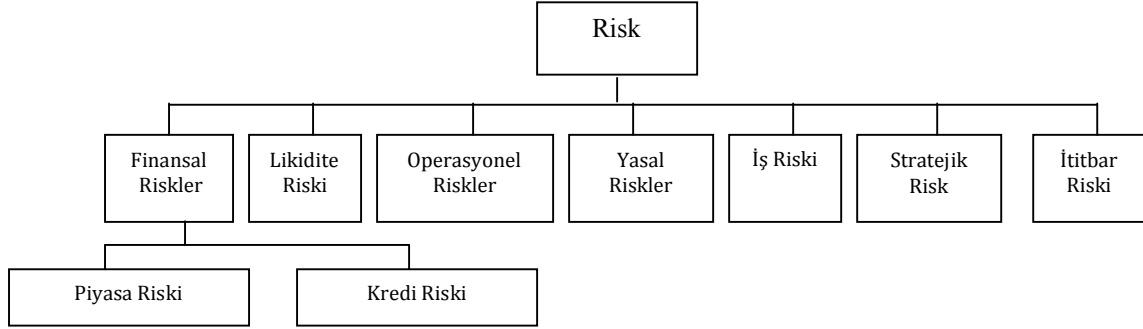 Risk
Finansal
Riskler
Likidite
Riski
Operasyonel
Riskler
Yasal
Riskler
İş Riski
Stratejik
Risk
İtitbar
Riski
Piyasa Riski
Kredi Riski